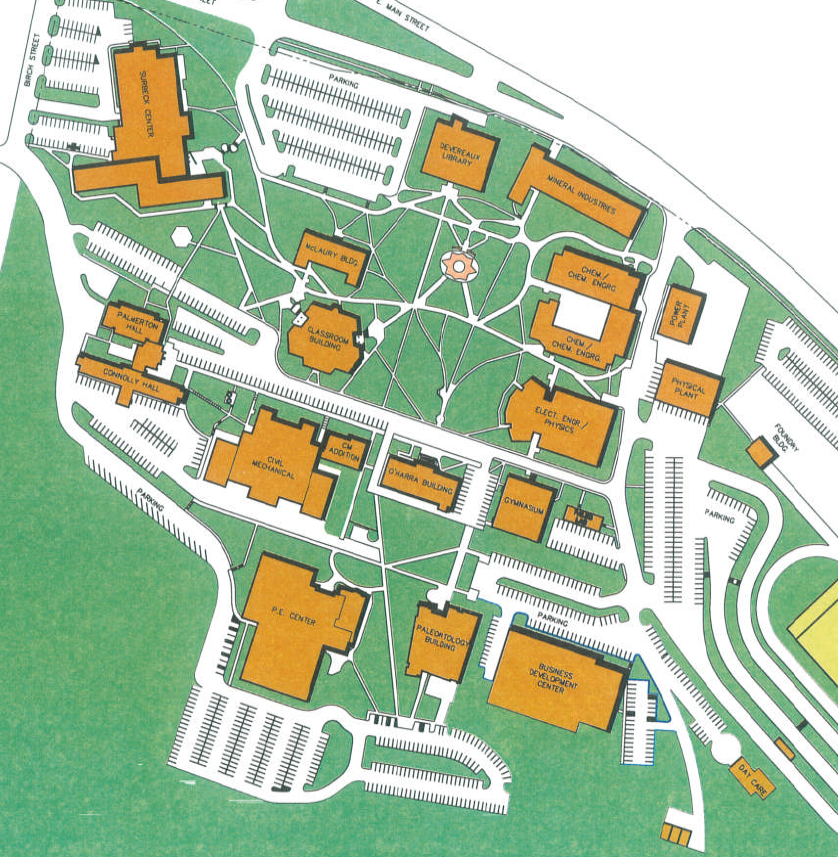 STREET
E. MAIN STREET
BIRCH STREET
SURBECK CENTER
PARKING
DEVEREAUX
LIBRARY
MINERAL INDUSTRIES
McLAURY BLDG
CHEM./
CHEM. ENGRG
POWER
PLANT
PALMERTON
HALL
CLASSROOM
BUILDING
CHEM./
CHEM. ENGRG
CONNOLLY HALL
PHYSICAL
PLANT
ELECT. ENGR./
PHYSICS
FOUNDRY
BLDG
CIVIL
MECHANICAL
CM
ADDITION
O'HARRA BUILDING
GYMNASIUM
PARKING
PARKING
P.E. CENTER
PALEONTOLOGY
BUILDING
PARKING
BUSINESS
DEVELOPMENT
CENTER
DAY CARE